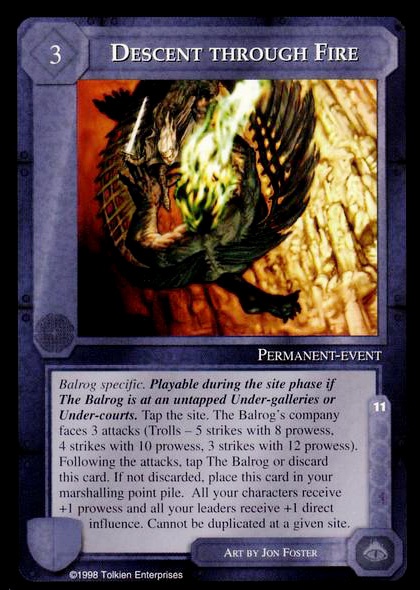 3
DESCENT THROUGH FIRE
PERMANENT-EVENT
Balrog specific. Playable during the site phase if
The Balrog is at an untapped Under-galleries or
Under-courts. Tap the site. The Balrog's company
faces 3 attacks (Trolls – 5 strikes with 8 prowess,
4 strikes with 10 prowess, 3 strikes with 12 prowess).
Following the attacks, tap The Balrog or discard
this card. If not discarded, place this card in your
marshalling point pile. All your characters receive
+1 prowess and all your leaders receive +1 direct
influence. Cannot be duplicated at a given site.
11
ART BY JON FOSTER
©1998 Tolkien Enterprises